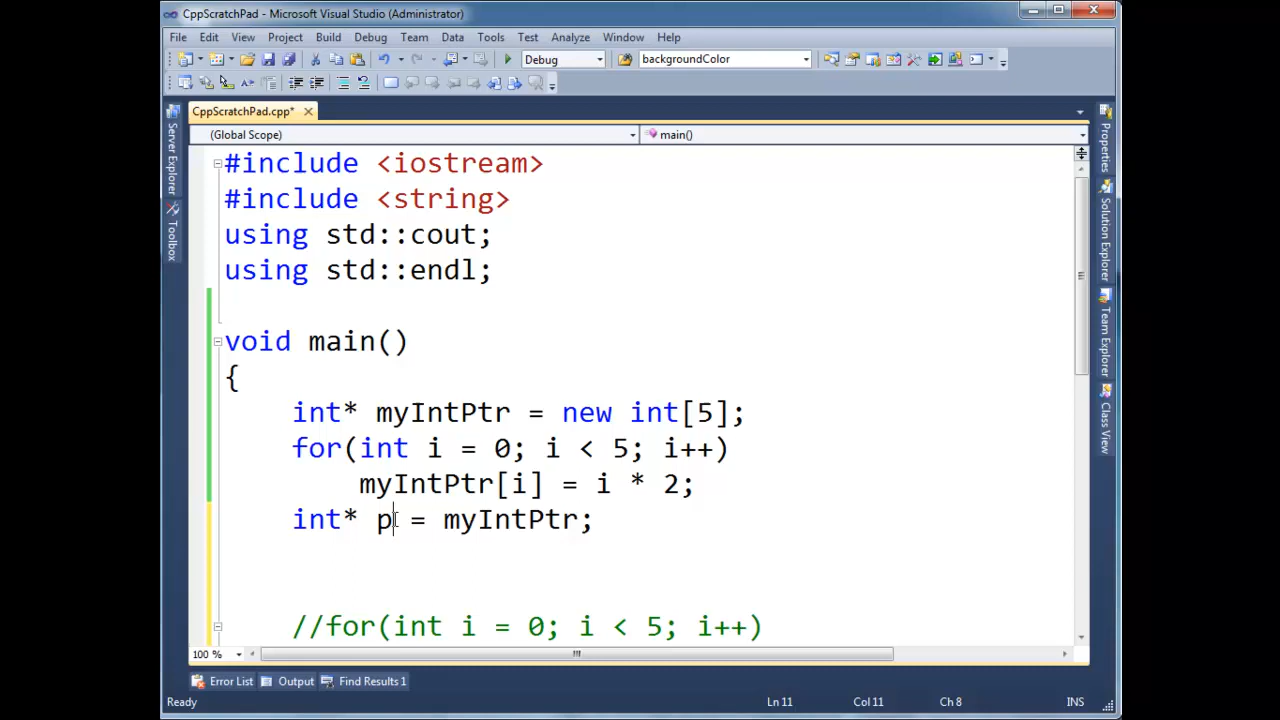 CppScratchPad - Microsoft Visual Studio (Administrator)
File Edit View Project Build Debug Team Data Tools Test Analyze Window Help
Debug backgroundColor
CppScratchPad.cpp*
(Global Scope) main()
Server Explorer
Toolbox
Properties
Solution Explorer
Team Explorer
Class View
#include <iostream>
#include <string>
using std::cout;
using std::endl;
void main()
{
int* myIntPtr = new int[5];
for(int i = 0; i < 5; i++)
myIntPtr[i] = i * 2;
int* p = myIntPtr;
//for(int i = 0; i < 5; i++)
100 %
Error List Output Find Results 1
Ready Ln 11 Col 11 Ch 8 INS